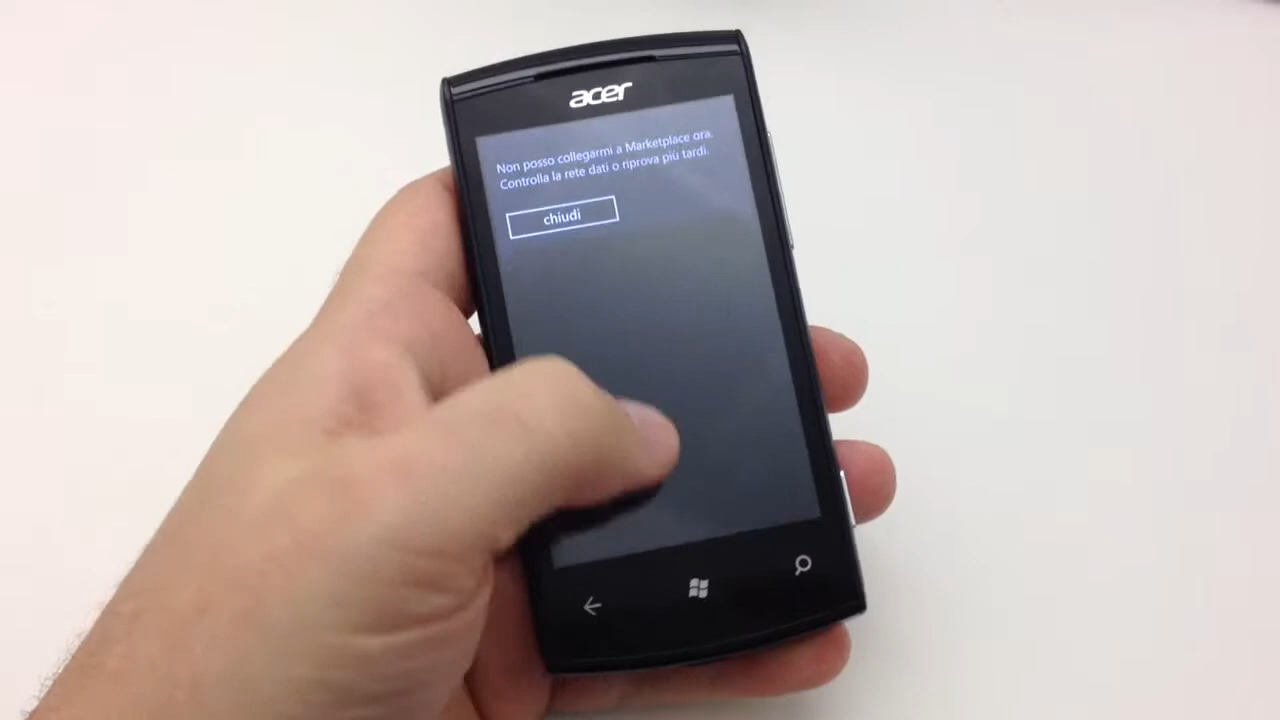 acer
Non posso collegarmi a Marketplace ora.
Controlla la rete dati o riprova più tardi.
chiudi